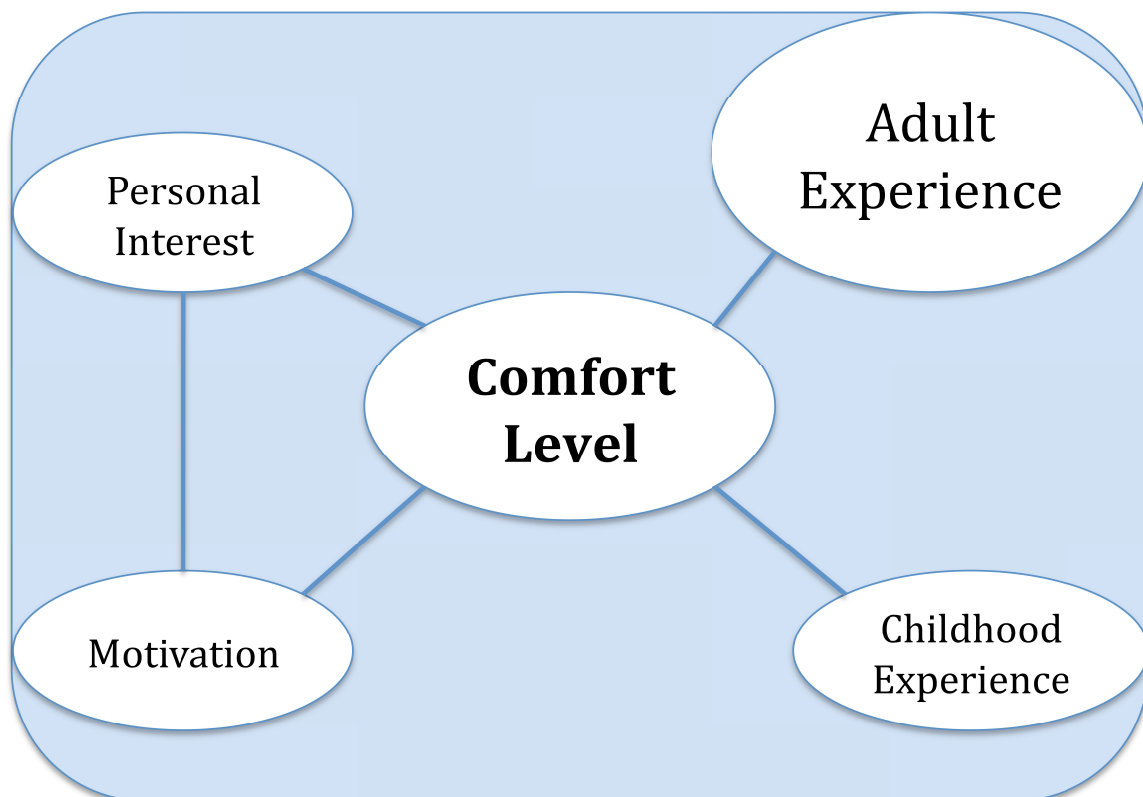 Adult
Experience
Personal
Interest
Comfort
Level
Motivation
Childhood
Experience